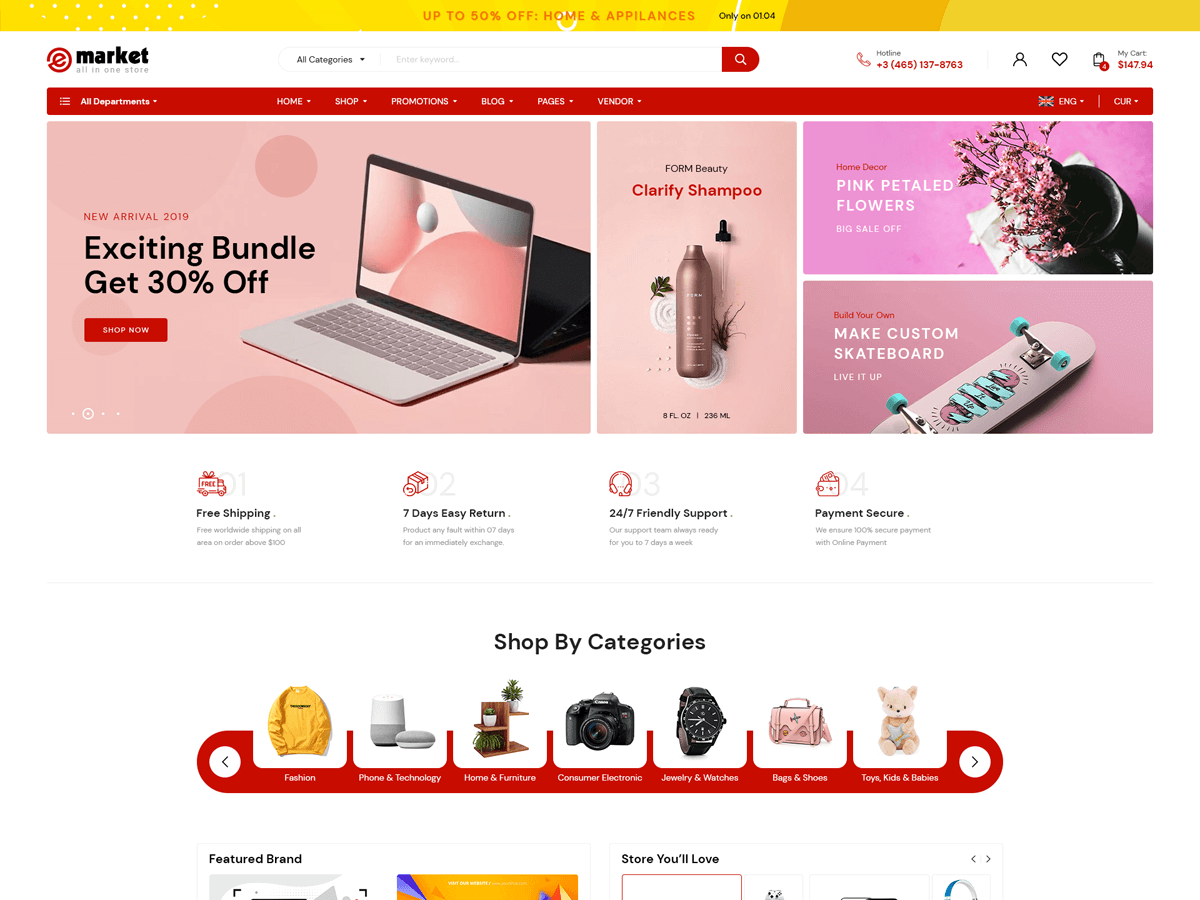 UP TO 50% OFF: HOME & APPILANCES
Only on 01.04
e market
all in one store
All Categories
Enter keyword...
Hotline
+3 (465) 137-8763
4
My Cart:
$147.94
All Departments
HOME
SHOP
PROMOTIONS
BLOG
PAGES
VENDOR
ENG
CUR
NEW ARRIVAL 2019
Exciting Bundle
Get 30% Off
SHOP NOW
FORM Beauty
Clarify Shampoo
FORM
8 FL. OZ | 236 ML
Home Decor
PINK PETALED
FLOWERS
BIG SALE OFF
Build Your Own
MAKE CUSTOM
SKATEBOARD
LIVE IT UP
FREE
01
Free Shipping .
Free worldwide shipping on all
area on order above $100
02
7 Days Easy Return .
Product any fault within 07 days
for an immediately exchange.
03
24/7 Friendly Support .
Our support team always ready
for you to 7 days a week
04
Payment Secure .
We ensure 100% secure payment
with Online Payment
Shop By Categories
Canon
Fashion
Phone & Technology
Home & Furniture
Consumer Electronic
Jewelry & Watches
Bags & Shoes
Toys, Kids & Babies
Featured Brand
Store You'll Love
VISIT OUR WEBSITE /